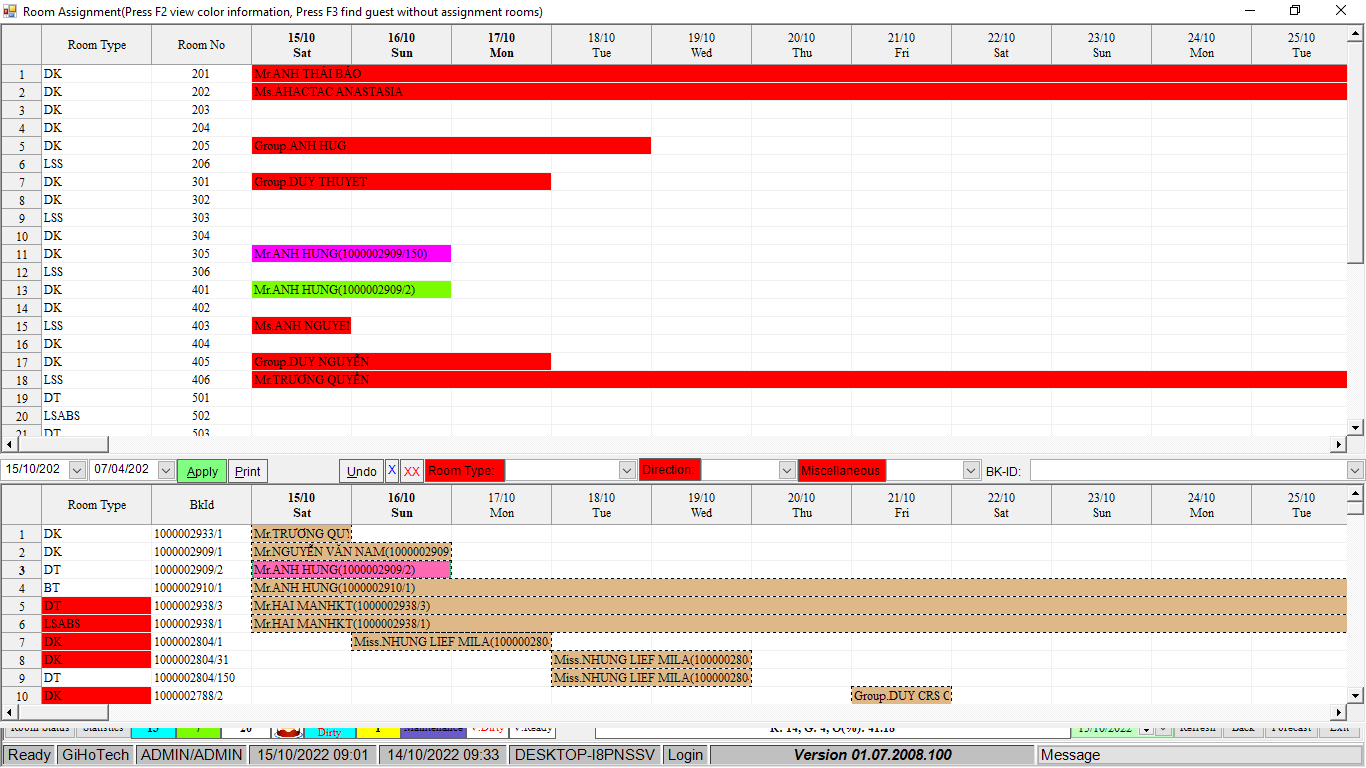 Room Assignment(Press F2 view color information, Press F3 find guest without assignment rooms)
Room Type Room No 15/10 Sat 16/10 Sun 17/10 Mon 18/10 Tue 19/10 Wed 20/10 Thu 21/10 Fri 22/10 Sat 23/10 Sun 24/10 Mon 25/10 Tue
1 DK 201 Mr.ANH THÁI BẢO
2 DK 202 Ms.AHACTAC ANASTASIA
3 DK 203
4 DK 204
5 DK 205 Group.ANH HUG
6 LSS 206
7 DK 301 Group.DUY THUYET
8 DK 302
9 LSS 303
10 DK 304
11 DK 305 Mr.ANH HUNG(1000002909/150)
12 LSS 306
13 DK 401 Mr.ANH HUNG(1000002909/2)
14 DK 402
15 LSS 403 Ms.ANH NGUYEN
16 DK 404
17 DK 405 Group.DUY NGUYỄN
18 LSS 406 Mr.TRƯƠNG QUYỀN
19 DT 501
20 LSABS 502
21 DT 503
15/10/202 07/04/202 Apply Print Undo X XX Room Type: Direction: Miscellaneous BK-ID:
Room Type BkId 15/10 Sat 16/10 Sun 17/10 Mon 18/10 Tue 19/10 Wed 20/10 Thu 21/10 Fri 22/10 Sat 23/10 Sun 24/10 Mon 25/10 Tue
1 DK 1000002933/1 Mr.TRƯƠNG QUY
2 DK 1000002909/1 Mr.NGUYỄN VĂN NAM(1000002909
3 DT 1000002909/2 Mr.ANH HUNG(1000002909/2)
4 BT 1000002910/1 Mr.ANH HUNG(1000002910/1)
5 DT 1000002938/3 Mr.HAI MANHKT(1000002938/3)
6 LSABS 1000002938/1 Mr.HAI MANHKT(1000002938/1)
7 DK 1000002804/1 Miss.NHUNG LIEF MILA(100000280
8 DK 1000002804/31 Miss.NHUNG LIEF MILA(100000280
9 DT 1000002804/150 Miss.NHUNG LIEF MILA(100000280
10 DK 1000002788/2 Group.DUY CRS C
Room Status Statistics 13 7 20 Dirty 1 Maintenance V.Dirty V.Ready R: 14, G: 4, O(%): 41.18 15/10/2022 Refresh Back Forecast Exit
Ready GiHoTech ADMIN/ADMIN 15/10/2022 09:01 14/10/2022 09:33 DESKTOP-I8PNSSV Login Version 01.07.2008.100 Message